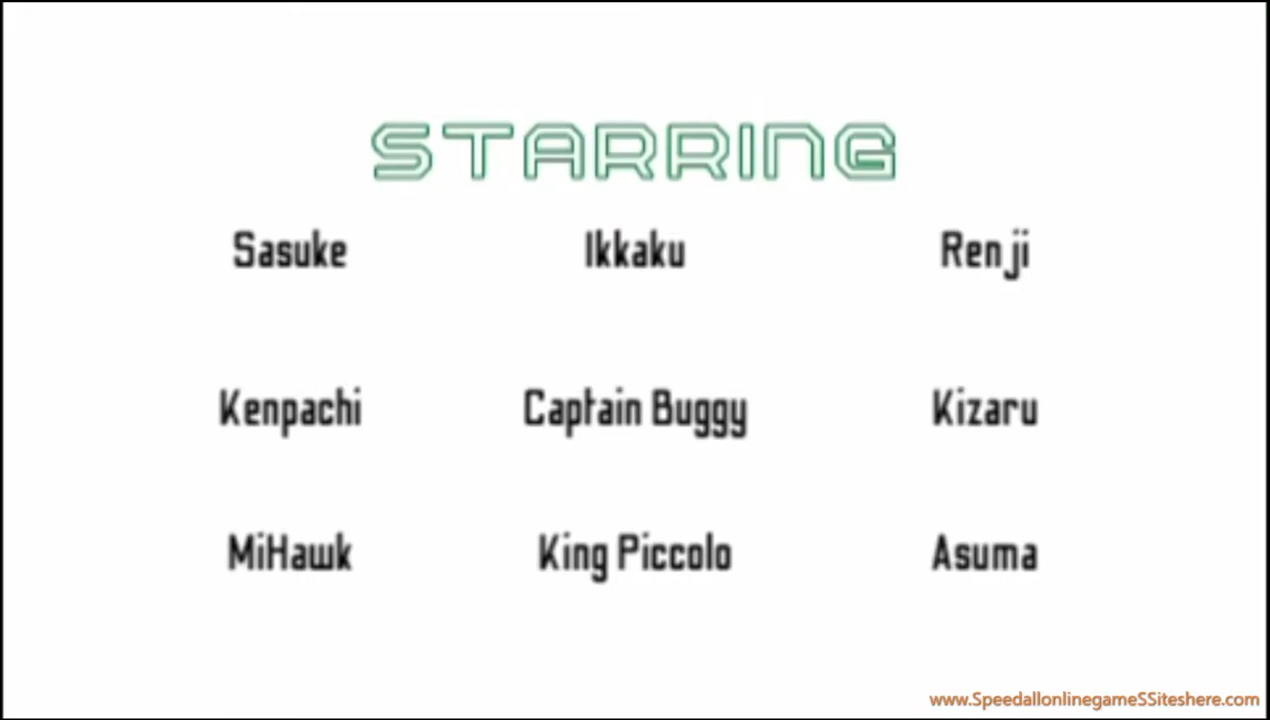 STARRING
Sasuke Ikkaku Renji
Kenpachi Captain Buggy Kizaru
MiHawk King Piccolo Asuma
www.SpeedallonlinegameSSiteshere.com